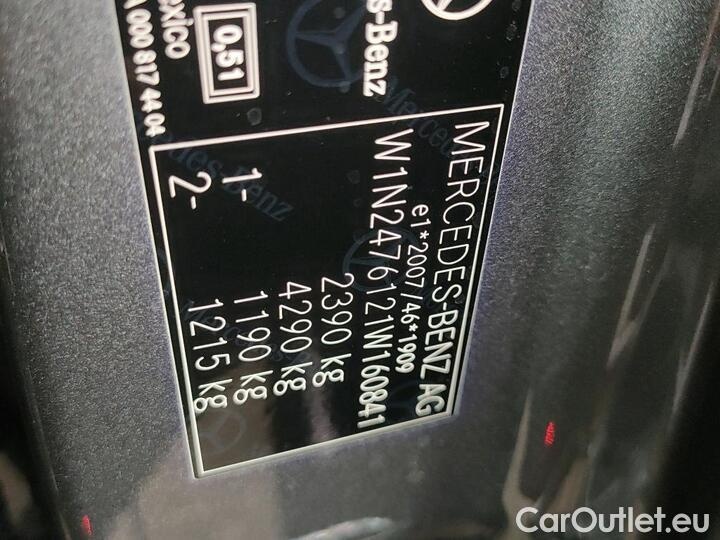 exico
A 000 817 44 04
0,51
s-Benz
MERCEDES-BENZ AG
e1*2007/46*1909
W1N2476121W160841
2390 kg
4290 kg
1- 1190 kg
2- 1215 kg
CarOutlet.eu